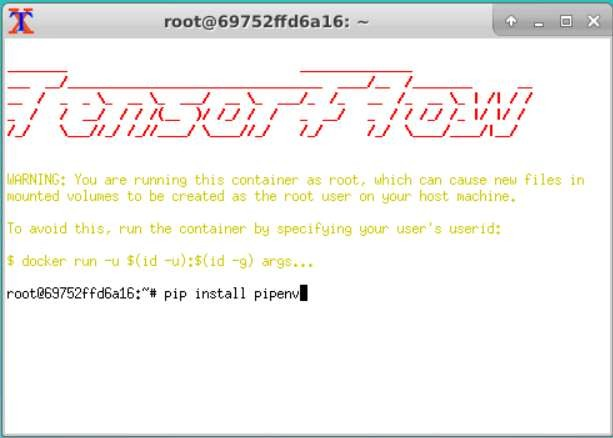 root@69752ffd6a16: ~
TensorFlow
WARNING: You are running this container as root, which can cause new files in
mounted volumes to be created as the root user on your host machine.
To avoid this, run the container by specifying your user's userid:
$ docker run -u $(id -u):$(id -g) args...
root@69752ffd6a16:~# pip install pipenv